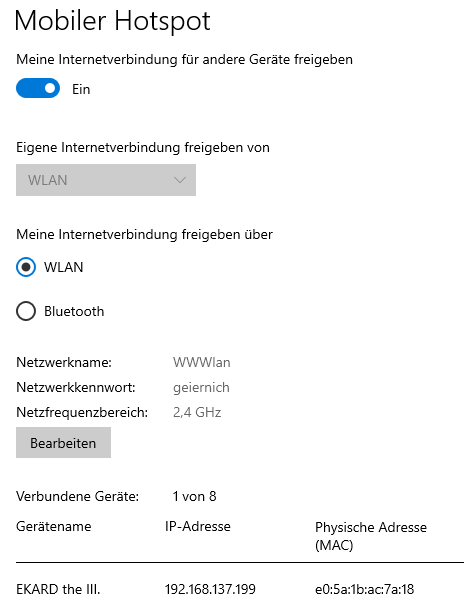 Mobiler Hotspot
Meine Internetverbindung für andere Geräte freigeben
Ein
Eigene Internetverbindung freigeben von
WLAN
Meine Internetverbindung freigeben über
WLAN
Bluetooth
Netzwerkname: WWWlan
Netzwerkkennwort: geiernich
Netzfrequenzbereich: 2,4 GHz
Bearbeiten
Verbundene Geräte: 1 von 8
Gerätename IP-Adresse Physische Adresse
(MAC)
EKARD the III. 192.168.137.199 e0:5a:1b:ac:7a:18